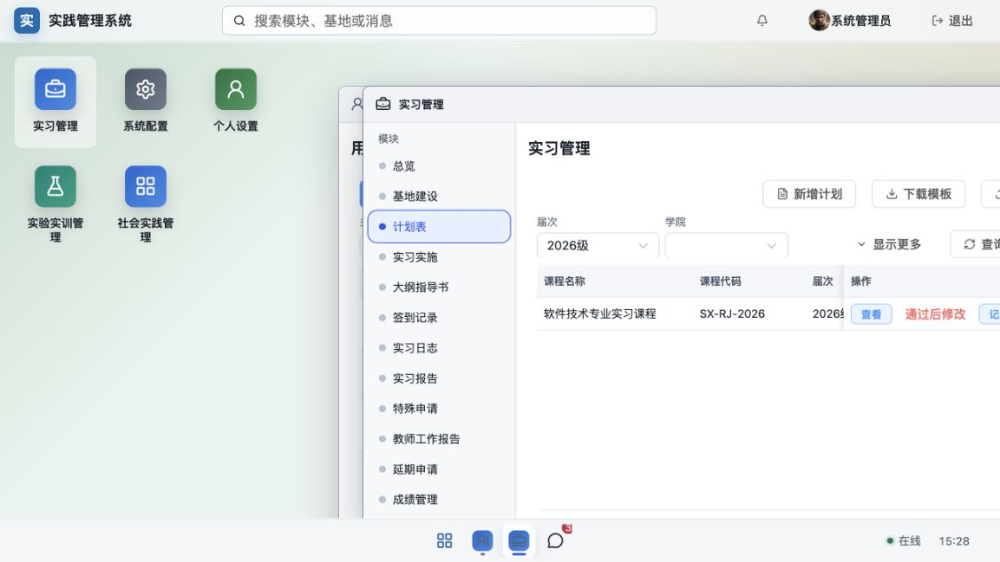 实 实践管理系统
搜索模块、基地或消息
系统管理员
退出
实习管理
系统配置
个人设置
实验实训管
理
社会实践管
理
用
实习管理
模块
总览
基地建设
计划表
实习实施
大纲指导书
签到记录
实习日志
实习报告
特殊申请
教师工作报告
延期申请
成绩管理
实习管理
新增计划
下载模板
届次
学院
2026级
显示更多
查询
课程名称 课程代码 届次 操作
软件技术专业实习课程 SX-RJ-2026 2026级 查看 通过后修改 记
3
在线 15:28